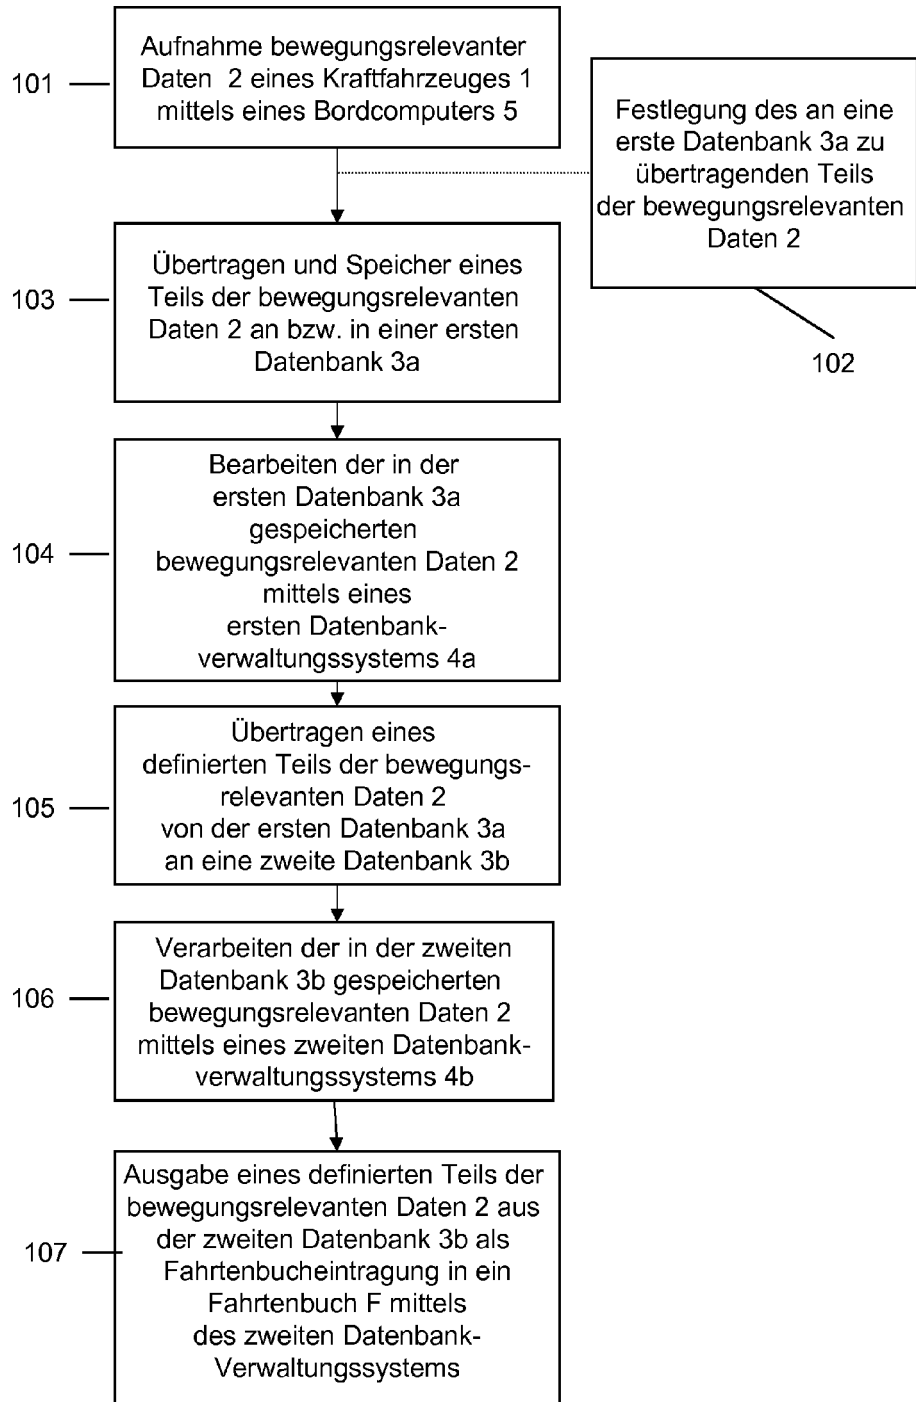 101
Aufnahme bewegungsrelevanter
Daten 2 eines Kraftfahrzeuges 1
mittels eines Bordcomputers 5
Festlegung des an eine
erste Datenbank 3a zu
übertragenden Teils
der bewegungsrelevanten
Daten 2
102
103
Übertragen und Speicher eines
Teils der bewegungsrelevanten
Daten 2 an bzw. in einer ersten
Datenbank 3a
104
Bearbeiten der in der
ersten Datenbank 3a
gespeicherten
bewegungsrelevanten Daten 2
mittels eines
ersten Datenbank-
verwaltungssystems 4a
105
Übertragen eines
definierten Teils der bewegungs-
relevanten Daten 2
von der ersten Datenbank 3a
an eine zweite Datenbank 3b
106
Verarbeiten der in der zweiten
Datenbank 3b gespeicherten
bewegungsrelevanten Daten 2
mittels eines zweiten Datenbank-
verwaltungssystems 4b
107
Ausgabe eines definierten Teils der
bewegungsrelevanten Daten 2 aus
der zweiten Datenbank 3b als
Fahrtenbucheintragung in ein
Fahrtenbuch F mittels
des zweiten Datenbank-
Verwaltungssystems